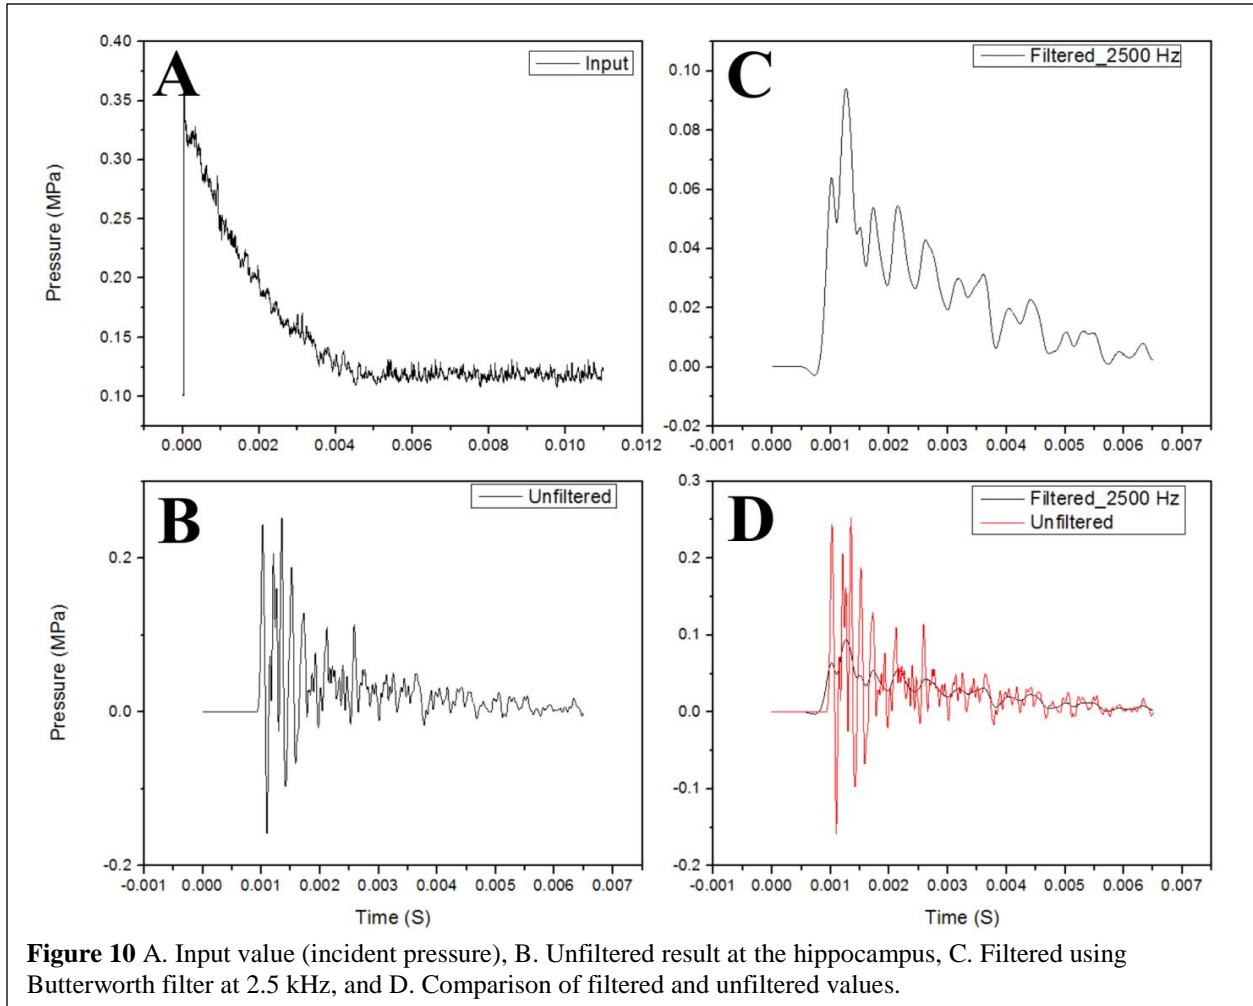 A
Input
Pressure (MPa)
0.40
0.35
0.30
0.25
0.20
0.15
0.10
0.000 0.002 0.004 0.006 0.008 0.010 0.012
C
Filtered_2500 Hz
0.10
0.08
0.06
0.04
0.02
0.00
-0.02
-0.001 0.000 0.001 0.002 0.003 0.004 0.005 0.006 0.007
B
Unfiltered
Pressure (MPa)
0.2
0.0
-0.2
-0.001 0.000 0.001 0.002 0.003 0.004 0.005 0.006 0.007
Time (S)
D
Filtered_2500 Hz
Unfiltered
0.3
0.2
0.1
0.0
-0.1
-0.2
-0.001 0.000 0.001 0.002 0.003 0.004 0.005 0.006 0.007
Time (S)
Figure 10 A. Input value (incident pressure), B. Unfiltered result at the hippocampus, C. Filtered using
Butterworth filter at 2.5 kHz, and D. Comparison of filtered and unfiltered values.